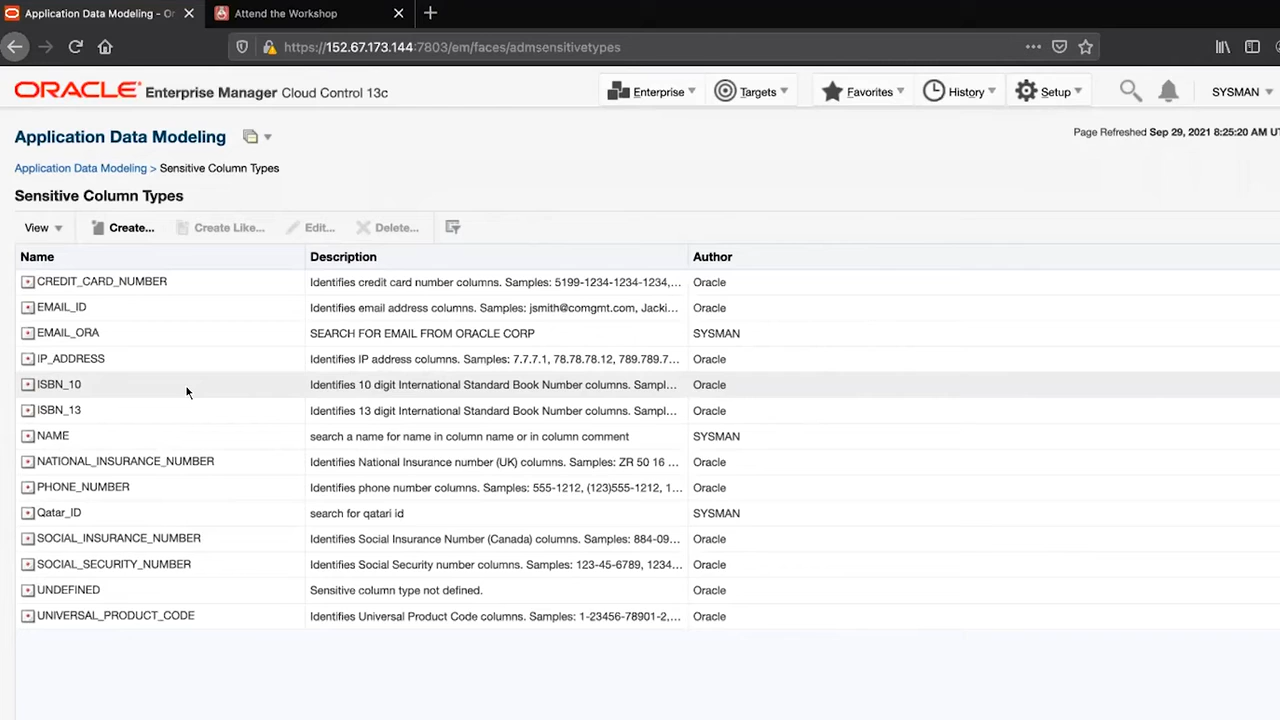 Application Data Modeling - Or
Attend the Workshop
https://152.67.173.144:7803/em/faces/admsensitivetypes
ORACLE Enterprise Manager Cloud Control 13c
Enterprise Targets Favorites History Setup SYSMAN
Application Data Modeling
Page Refreshed Sep 29, 2021 8:25:20 AM UT
Application Data Modeling > Sensitive Column Types
Sensitive Column Types
View Create... Create Like... Edit... Delete...
Name Description Author
CREDIT_CARD_NUMBER Identifies credit card number columns. Samples: 5199-1234-1234-1234,... Oracle
EMAIL_ID Identifies email address columns. Samples: jsmith@comgmt.com, Jacki... Oracle
EMAIL_ORA SEARCH FOR EMAIL FROM ORACLE CORP SYSMAN
IP_ADDRESS Identifies IP address columns. Samples: 7.7.7.1, 78.78.78.12, 789.789.7... Oracle
ISBN_10 Identifies 10 digit International Standard Book Number columns. Sampl... Oracle
ISBN_13 Identifies 13 digit International Standard Book Number columns. Sampl... Oracle
NAME search a name for name in column name or in column comment SYSMAN
NATIONAL_INSURANCE_NUMBER Identifies National Insurance number (UK) columns. Samples: ZR 50 16 ... Oracle
PHONE_NUMBER Identifies phone number columns. Samples: 555-1212, (123)555-1212, 1... Oracle
Qatar_ID search for qatari id SYSMAN
SOCIAL_INSURANCE_NUMBER Identifies Social Insurance Number (Canada) columns. Samples: 884-09... Oracle
SOCIAL_SECURITY_NUMBER Identifies Social Security number columns. Samples: 123-45-6789, 1234... Oracle
UNDEFINED Sensitive column type not defined. Oracle
UNIVERSAL_PRODUCT_CODE Identifies Universal Product Code columns. Samples: 1-23456-78901-2,... Oracle